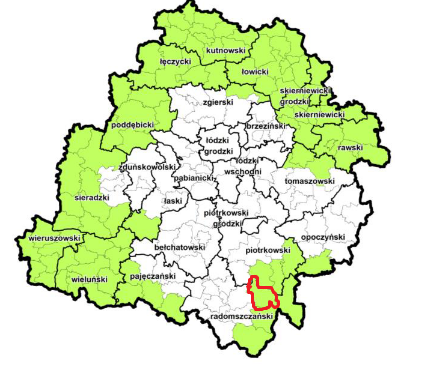 kutnowski
łęczycki
łowicki
skierniewicki
grodzki
zgierski
skierniewicki
poddębicki
brzeziński
łódzki
grodzki
rawski
zduńskowolski
łódzki
wschodni
pabianicki
tomaszowski
sieradzki
łaski
piotrkowski
grodzki
wieruszowski
opoczyński
bełchatowski
piotrkowski
wieluński
pajęczański
radomszczański